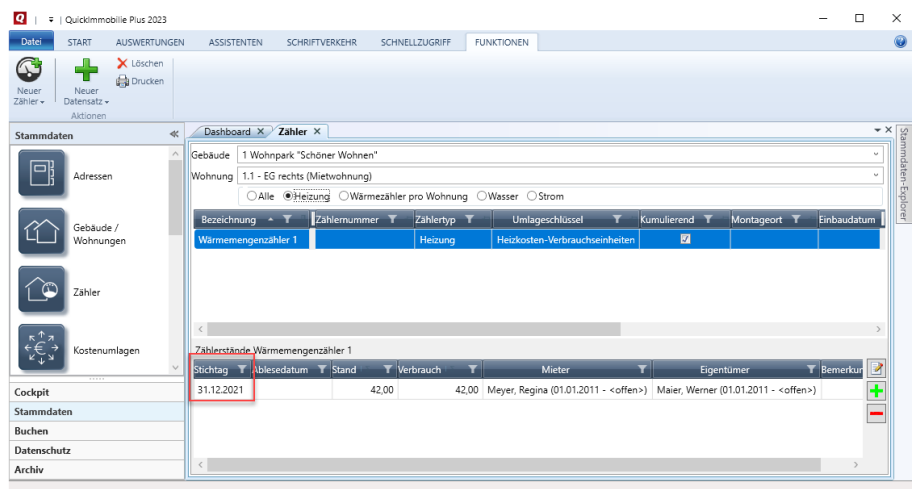 Q | QuickImmobilie Plus 2023
Datei START AUSWERTUNGEN ASSISTENTEN SCHRIFTVERKEHR SCHNELLZUGRIFF FUNKTIONEN
Neuer Zähler
Neuer Datensatz
Löschen
Drucken
Aktionen
Stammdaten
Adressen
Gebäude /
Wohnungen
Zähler
Kostenumlagen
Cockpit
Stammdaten
Buchen
Datenschutz
Archiv
Dashboard X Zähler X
Gebäude 1 Wohnpark "Schöner Wohnen"
Wohnung 1.1 - EG rechts (Mietwohnung)
Alle Heizung Wärmezähler pro Wohnung Wasser Strom
Bezeichnung Zählernummer Zählertyp Umlageschlüssel Kumulierend Montageort Einbaudatum
Wärmemengenzähler 1 Heizung Heizkosten-Verbrauchseinheiten
Zählerstände Wärmemengenzähler 1
Stichtag Ablesedatum Stand Verbrauch Mieter Eigentümer Bemerkur
31.12.2021 42,00 42,00 Meyer, Regina (01.01.2011 - <offen>) Maier, Werner (01.01.2011 - <offen>)
Stammdaten-Explorer